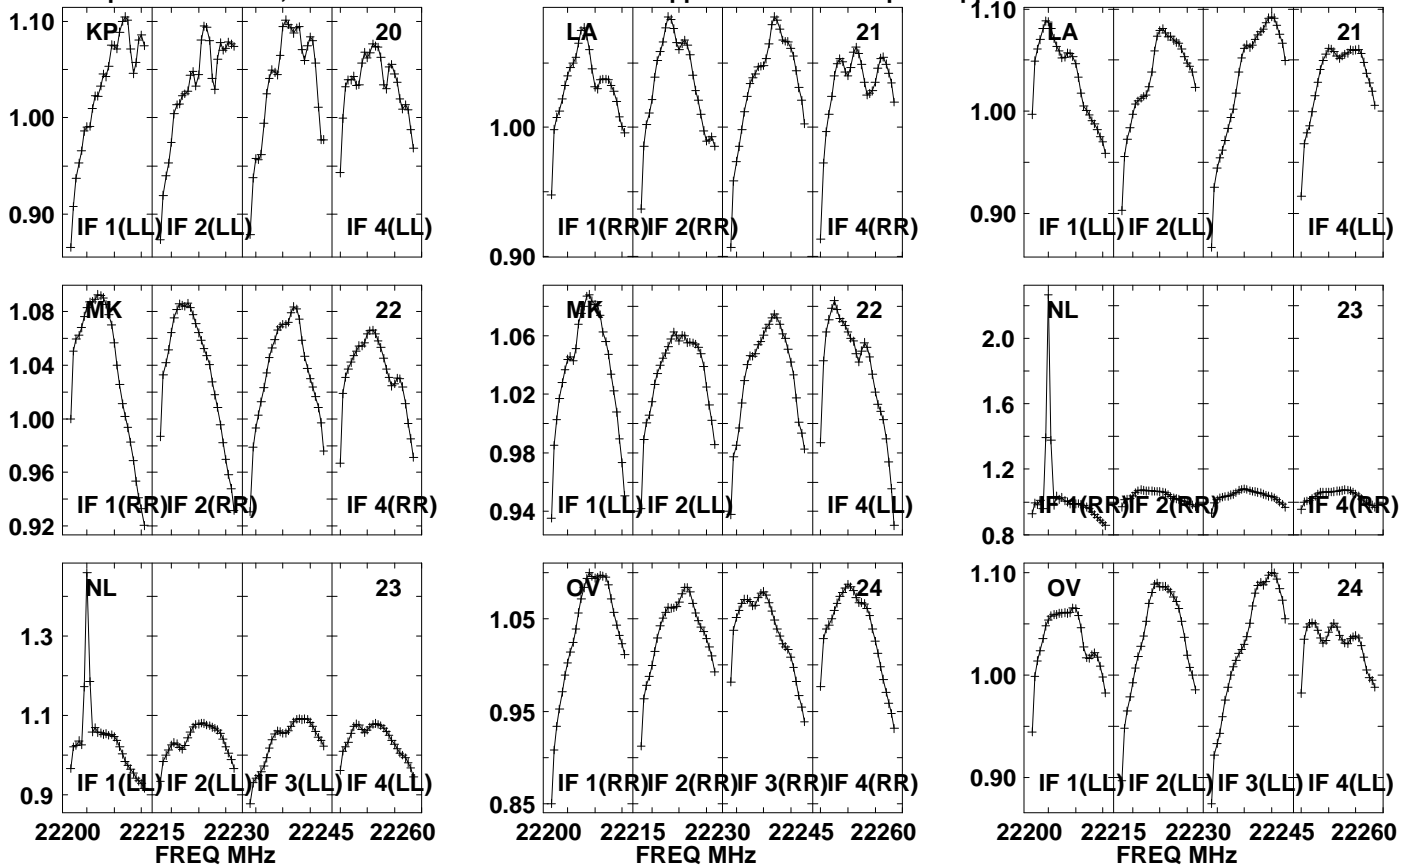 KP 20
1.10
1.00
0.90
IF 1(LL) IF 2(LL) IF 4(LL)
LA 21
1.00
0.90
IF 1(RR) IF 2(RR) IF 4(RR)
LA 21
1.10
1.00
0.90
IF 1(LL) IF 2(LL) IF 4(LL)
MK 22
1.08
1.04
1.00
0.96
0.92
IF 1(RR) IF 2(RR) IF 4(RR)
MK 22
1.06
1.02
0.98
0.94
IF 1(LL) IF 2(LL) IF 4(LL)
NL 23
2.0
1.6
1.2
0.8
IF 1(RR) IF 2(RR) IF 4(RR)
NL 23
1.3
1.1
0.9
IF 1(LL) IF 2(LL) IF 3(LL) IF 4(LL)
22200 22215 22230 22245 22260
FREQ MHz
OV 24
1.05
0.95
0.85
IF 1(RR) IF 2(RR) IF 3(RR) IF 4(RR)
22200 22215 22230 22245 22260
FREQ MHz
OV 24
1.10
1.00
0.90
IF 1(LL) IF 2(LL) IF 3(LL) IF 4(LL)
22200 22215 22230 22245 22260
FREQ MHz